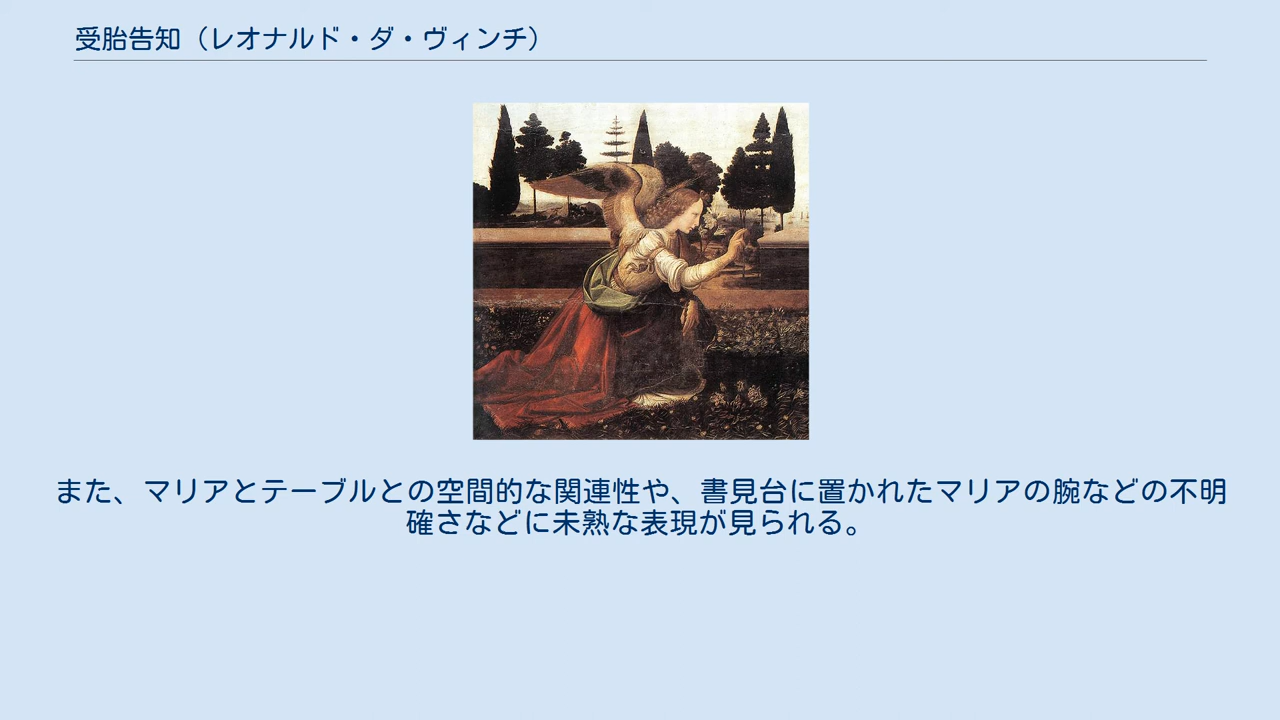 受胎告知（レオナルド・ダ・ヴィンチ）
また、マリアとテーブルとの空間的な関連性や、書見台に置かれたマリアの腕などの不明
確さなどに未熟な表現が見られる。